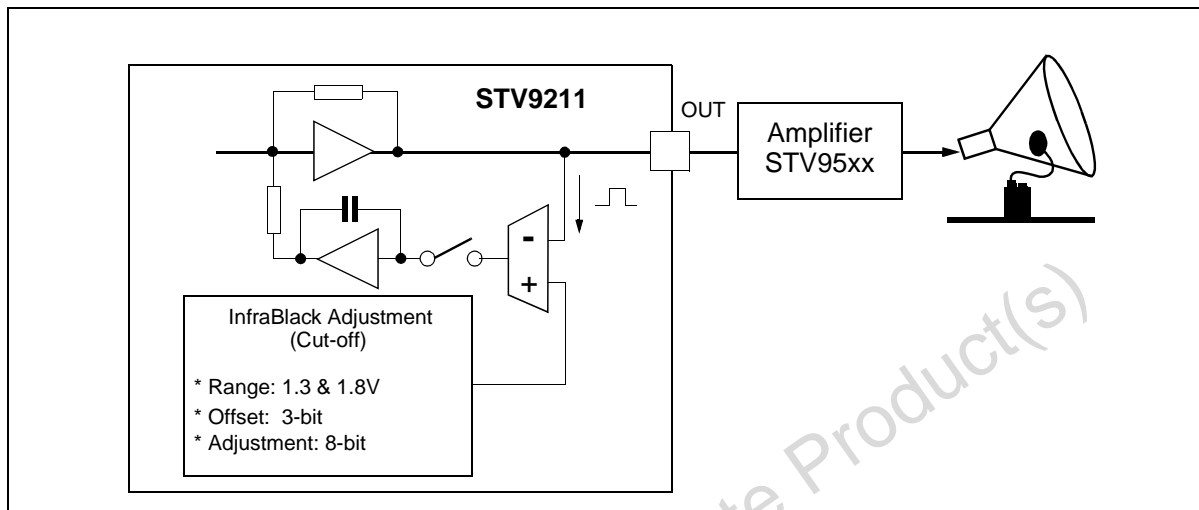 STV9211
OUT
Amplifier
STV95xx
-
+
InfraBlack Adjustment
(Cut-off)
* Range: 1.3 & 1.8V
* Offset: 3-bit
* Adjustment: 8-bit
Product(s)